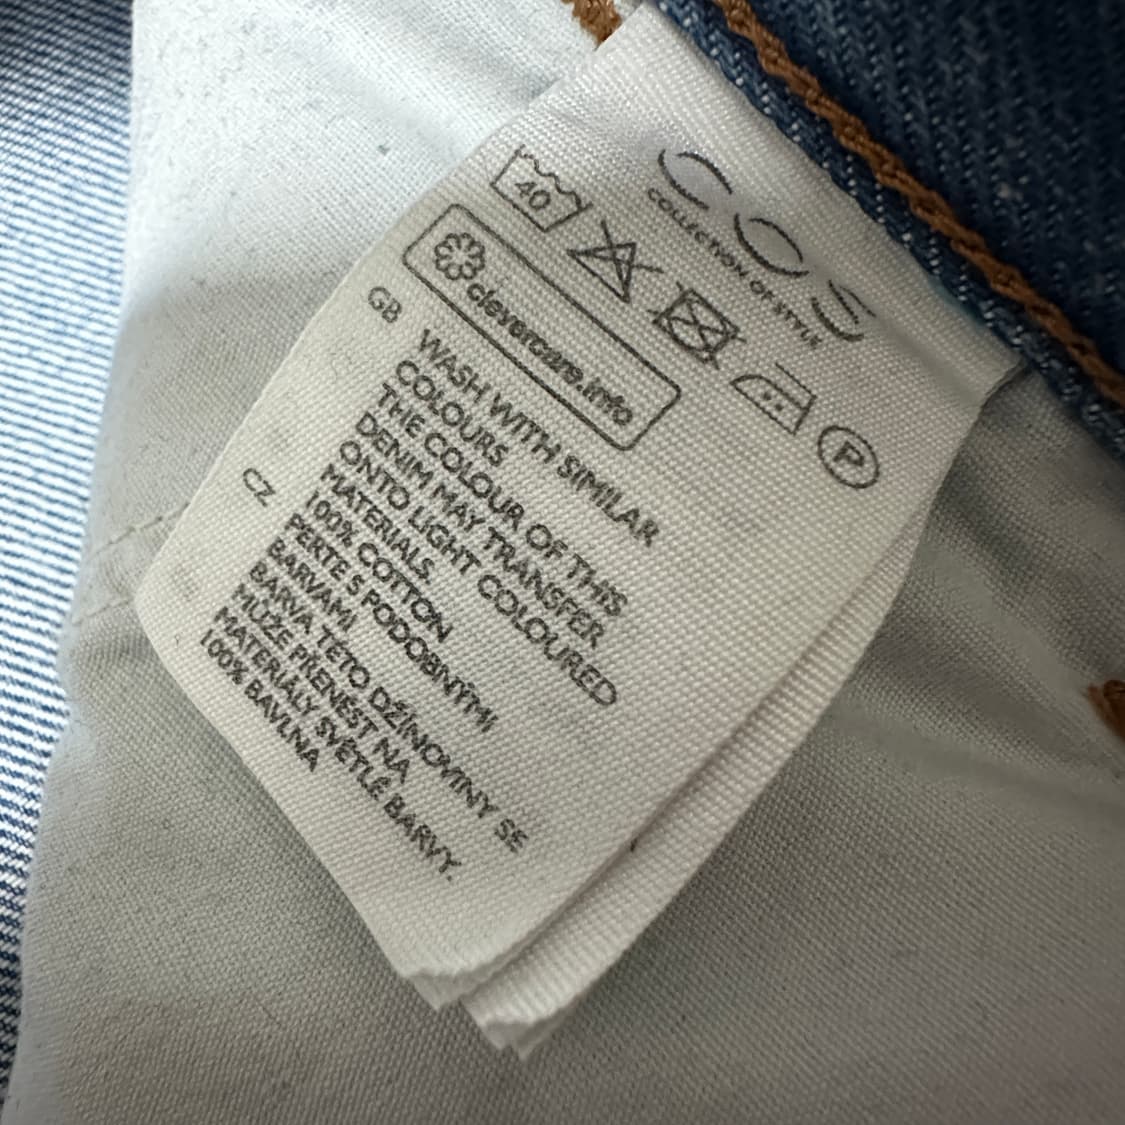 COS
COLLECTION OF STYLE
40
P
clevercare.info
GB
WASH WITH SIMILAR
COLOURS
THE COLOUR OF THIS
DENIM MAY TRANSFER
ONTO LIGHT COLOURED
MATERIALS.
100% COTTON
CZ
PERTE S PODOBNÝMI
BARVAMI
BARVA TÉTO DŽÍNOVINY SE
MŮŽE PŘENÉST NA
MATERIÁLY SVĚTLÉ BARVY.
100% BAVLNA